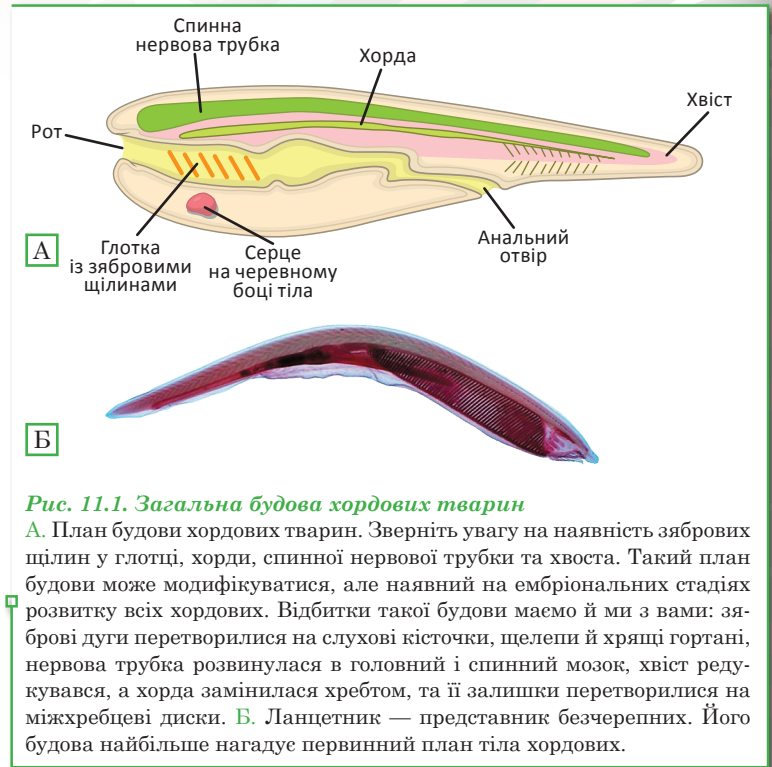 Спинна
нервова трубка
Хорда
Хвіст
Рот
Анальний
отвір
Глотка
із зябровими
щілинами
Серце
на черевному
боці тіла
А
Б
Рис. 11.1. Загальна будова хордових тварин
А. План будови хордових тварин. Зверніть увагу на наявність зябрових
щілин у глотці, хорди, спинної нервової трубки та хвоста. Такий план
будови може модифікуватися, але наявний на ембріональних стадіях
розвитку всіх хордових. Відбитки такої будови маємо й ми з вами: зя-
брові дуги перетворилися на слухові кісточки, щелепи й хрящі гортані,
нервова трубка розвинулася в головний і спинний мозок, хвіст реду-
кувався, а хорда замінилася хребтом, та її залишки перетворилися на
міжхребцеві диски. Б. Ланцетник — представник безчерепних. Його
будова найбільше нагадує первинний план тіла хордових.